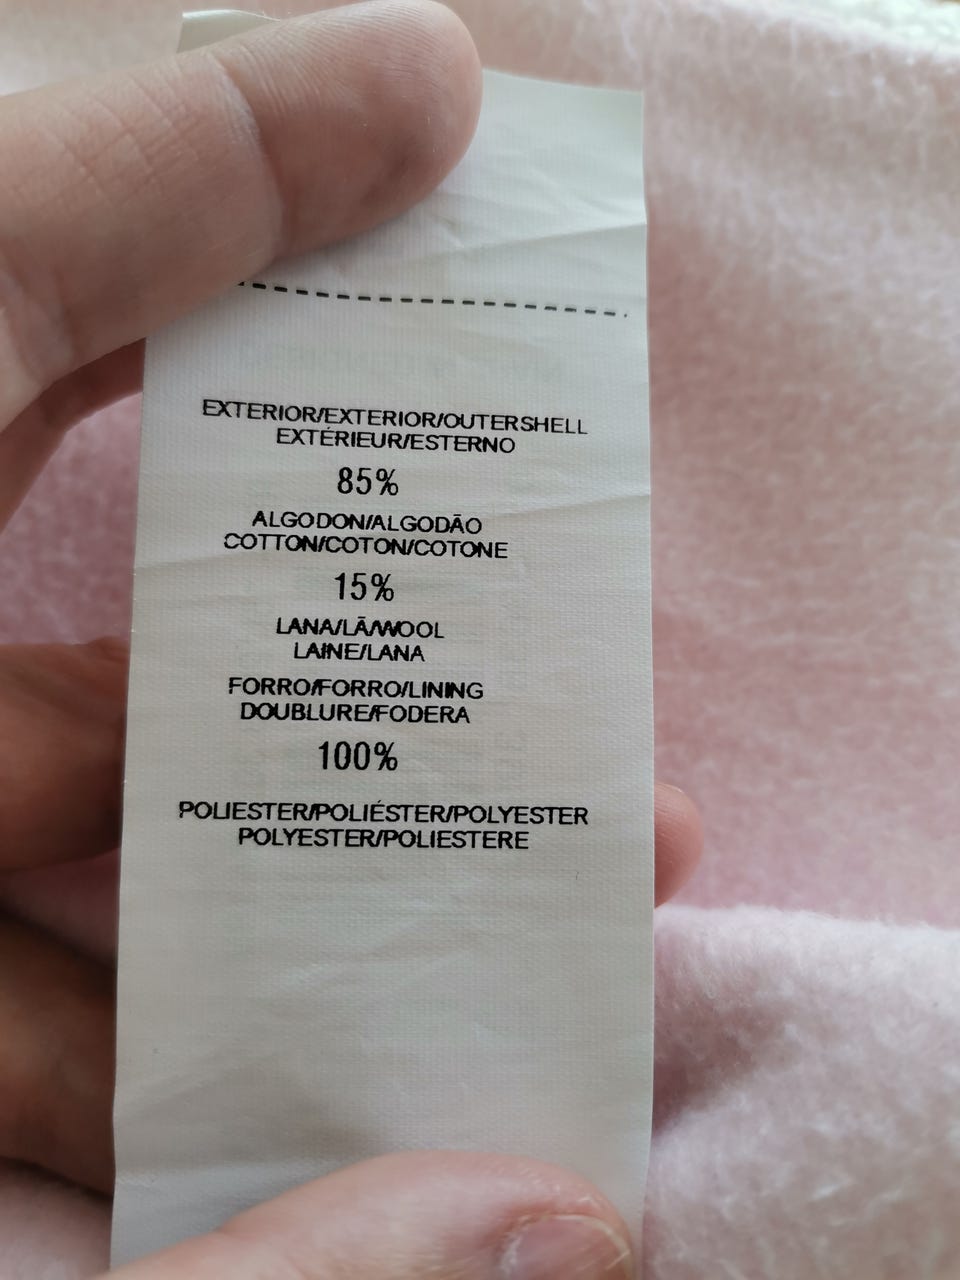 EXTERIOR/EXTERIOR/OUTERSHELL
EXTÉRIEUR/ESTERNO
85%
ALGODON/ALGODÃO
COTTON/COTON/COTONE
15%
LANA/LÃ/WOOL
LAINE/LANA
FORRO/FORRO/LINING
DOUBLURE/FODERA
100%
POLIESTER/POLIÉSTER/POLYESTER
POLYESTER/POLIESTERE